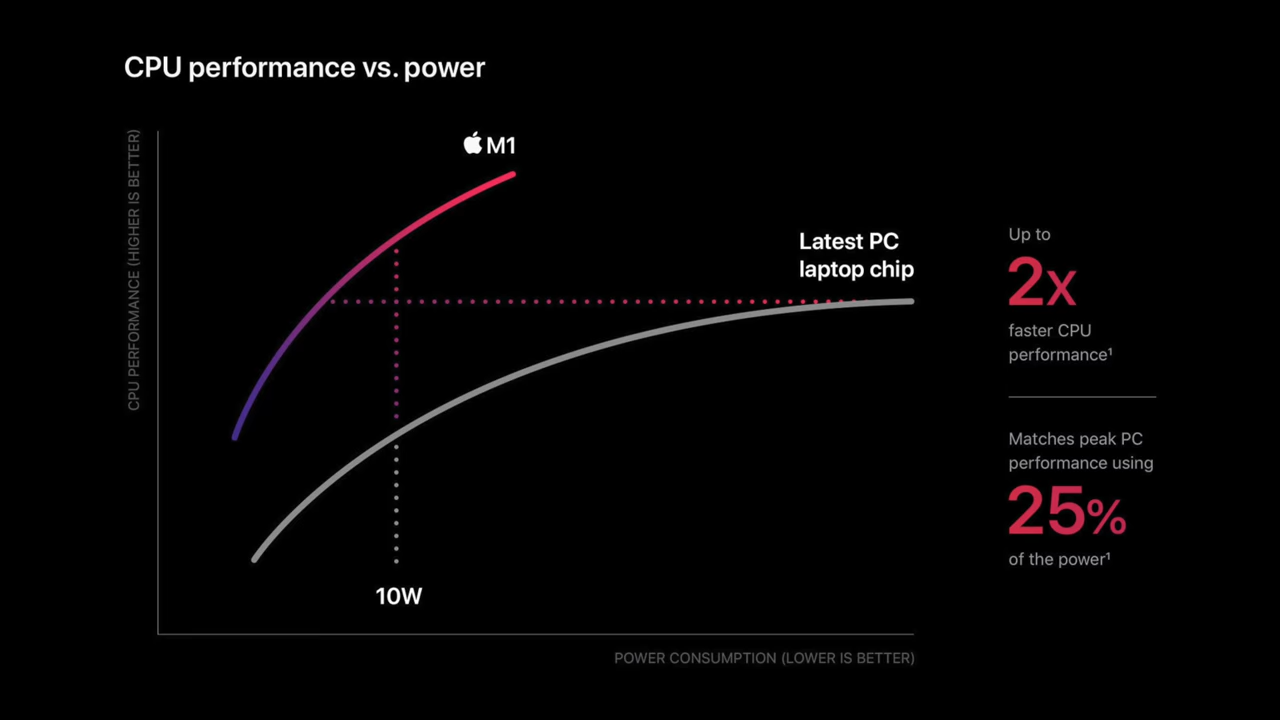 CPU performance vs. power
CPU PERFORMANCE (HIGHER IS BETTER)
M1
Latest PC
laptop chip
10W
POWER CONSUMPTION (LOWER IS BETTER)
Up to
2x
faster CPU
performance¹
Matches peak PC
performance using
25%
of the power¹